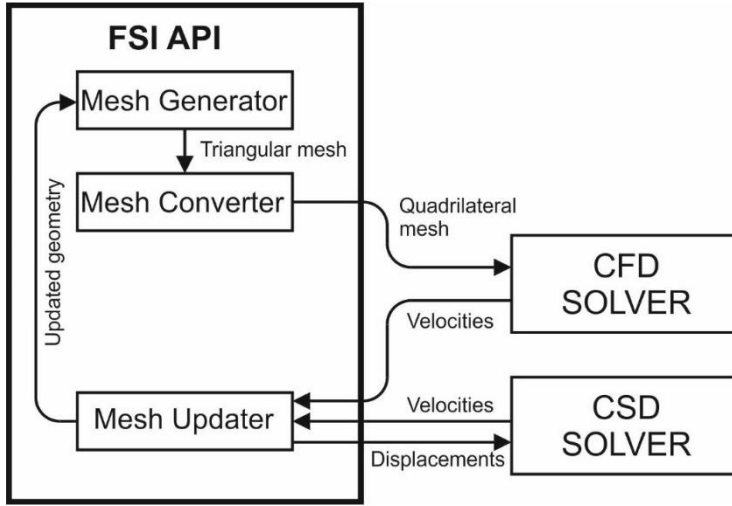 FSI API
Mesh Generator
Triangular mesh
Mesh Converter
Quadrilateral
mesh
Updated geometry
CFD
SOLVER
Velocities
Mesh Updater
Velocities
CSD
SOLVER
Displacements